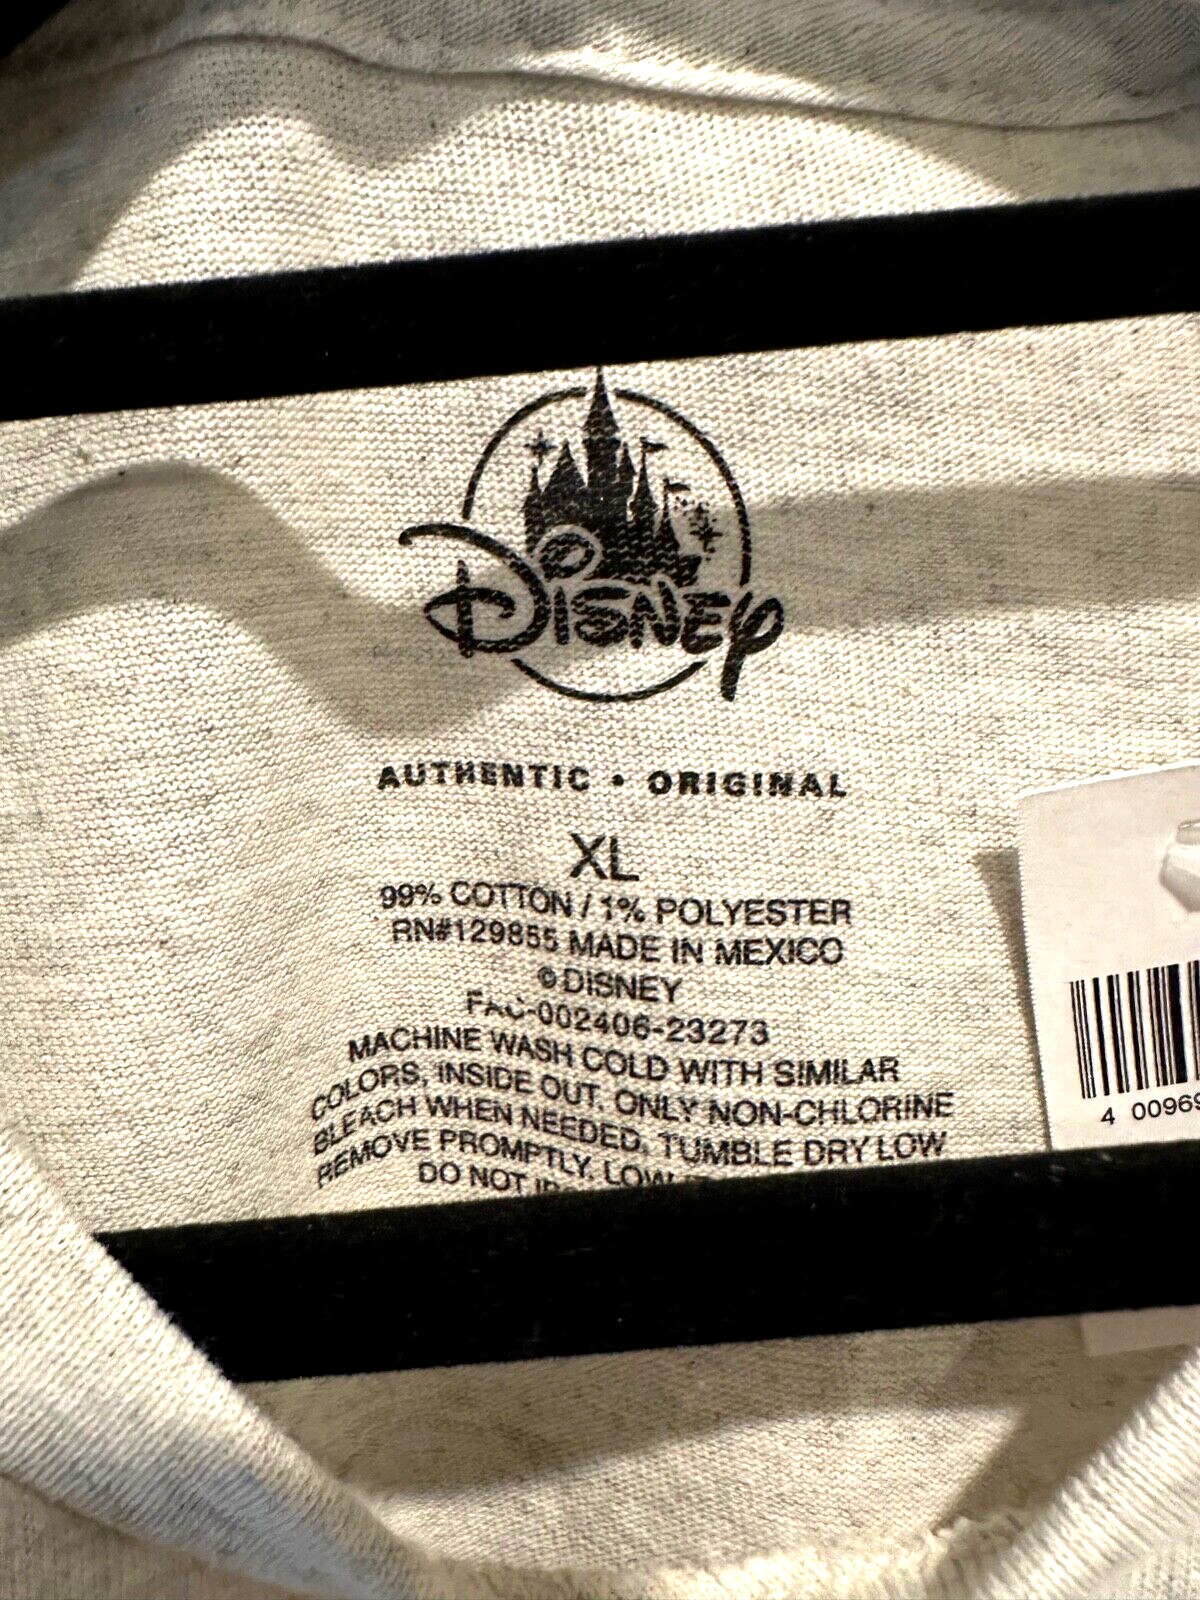 Disney
AUTHENTIC • ORIGINAL
XL
99% COTTON / 1% POLYESTER
RN#129855 MADE IN MEXICO
© DISNEY
FAC-002406-23273
MACHINE WASH COLD WITH SIMILAR
COLORS, INSIDE OUT, ONLY NON-CHLORINE
BLEACH WHEN NEEDED, TUMBLE DRY LOW
REMOVE PROMPTLY, LOW
DO NOT
4 00969